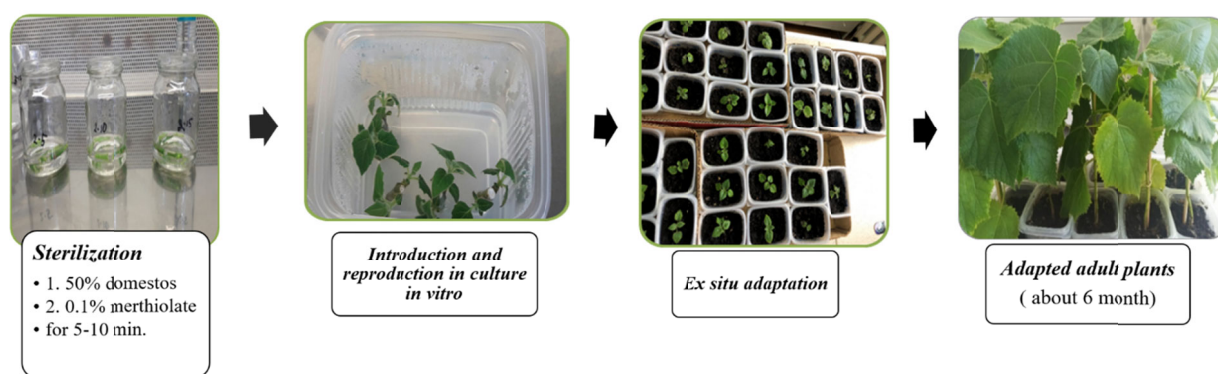 Sterilization
• 1. 50% domestos
• 2. 0.1% merthiolate
• for 5-10 min.
Introduction and
reproduction in culture
in vitro
Ex situ adaptation
Adapted adult plants
( about 6 month)